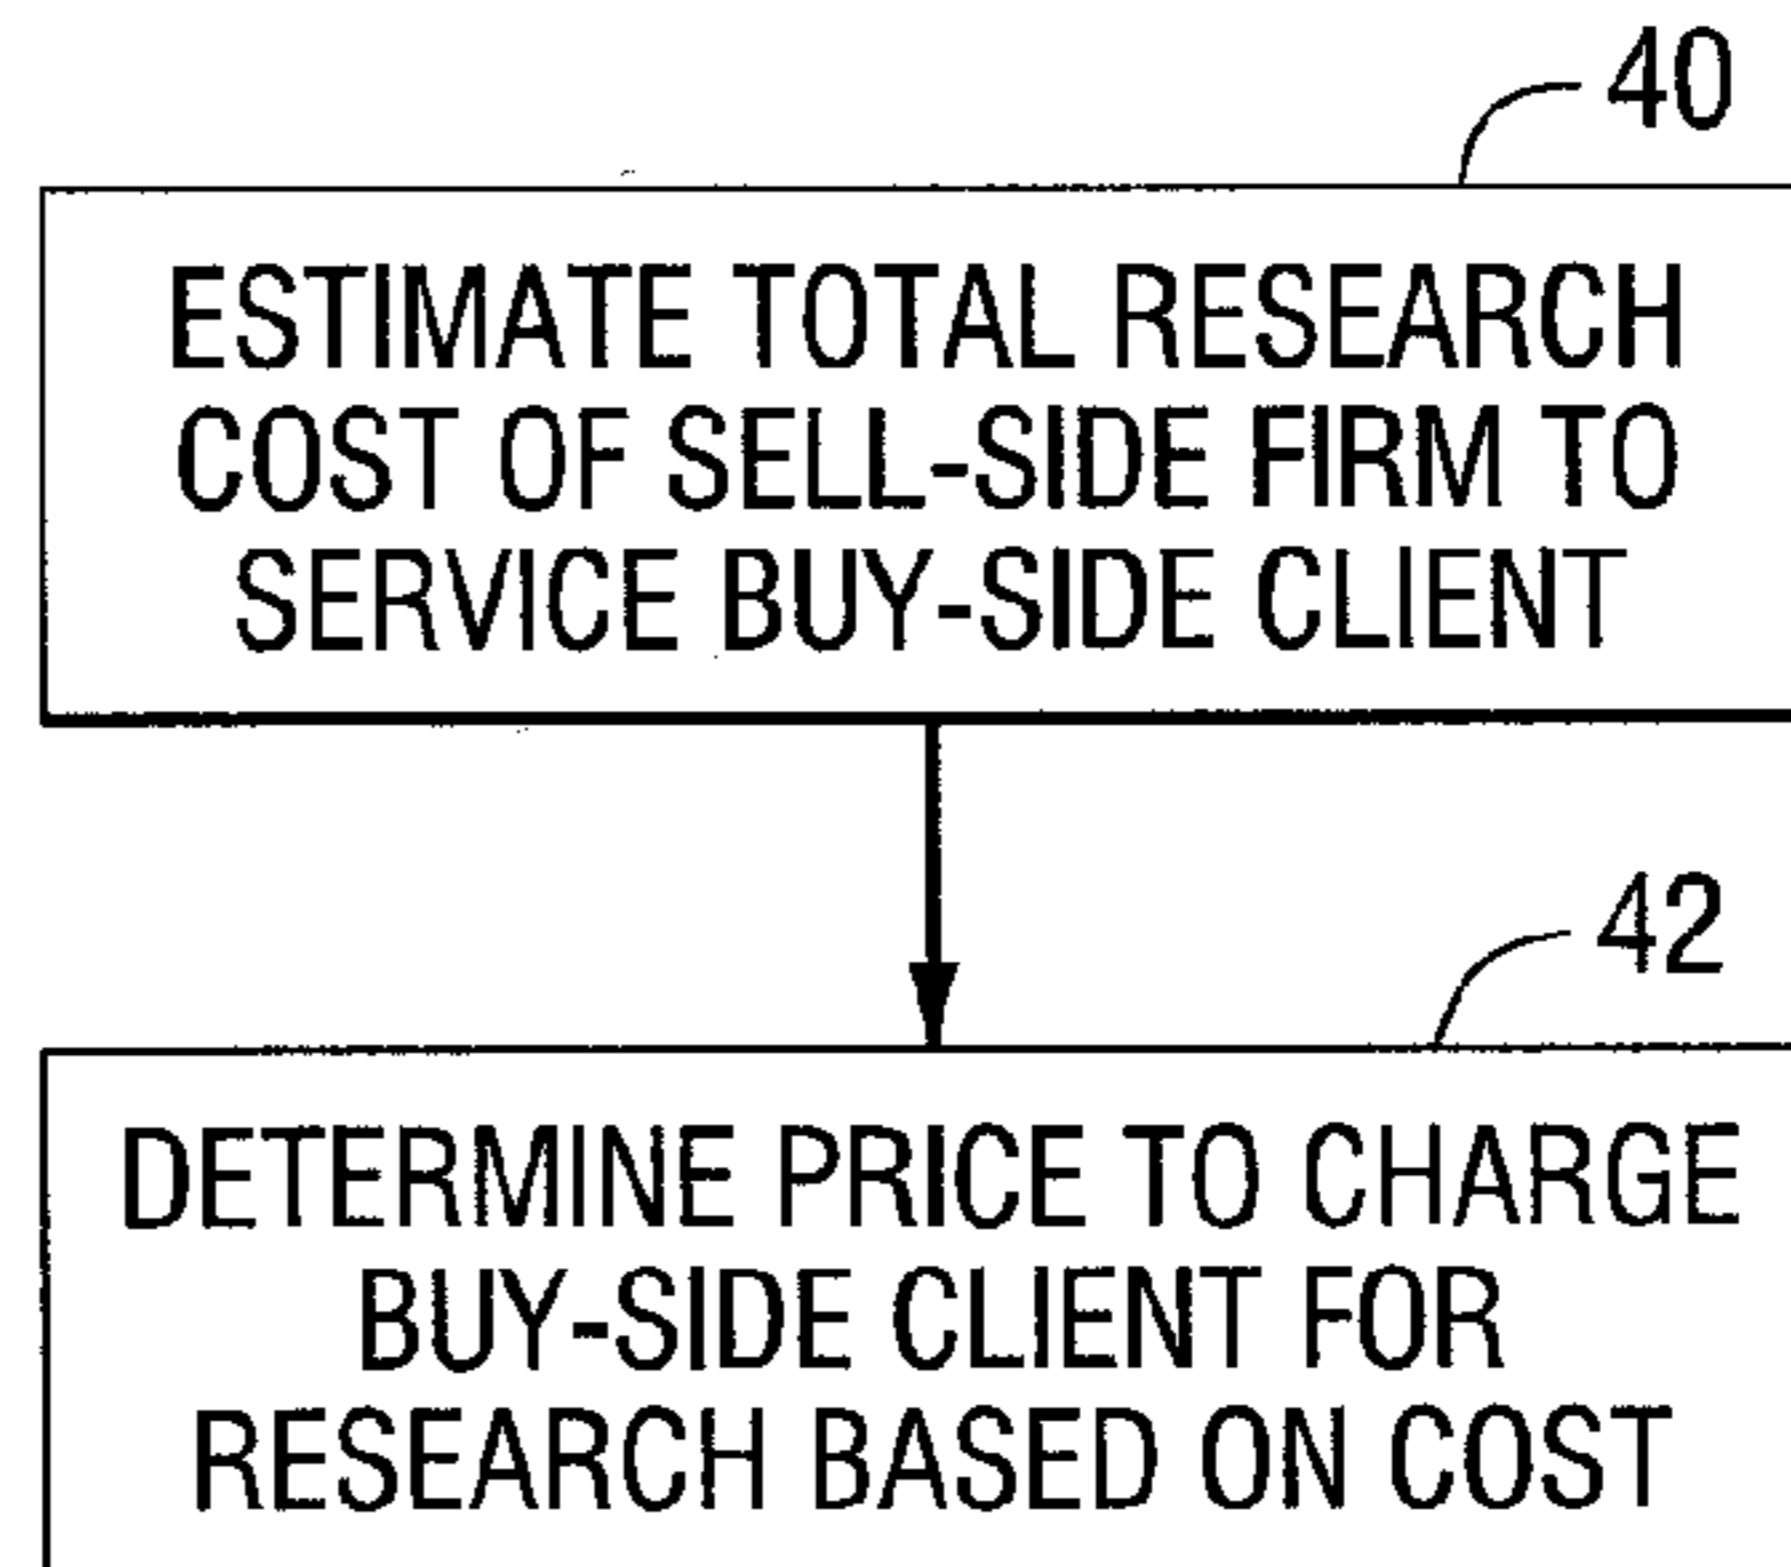 40
ESTIMATE TOTAL RESEARCH
COST OF SELL-SIDE FIRM TO
SERVICE BUY-SIDE CLIENT
42
DETERMINE PRICE TO CHARGE
BUY-SIDE CLIENT FOR
RESEARCH BASED ON COST